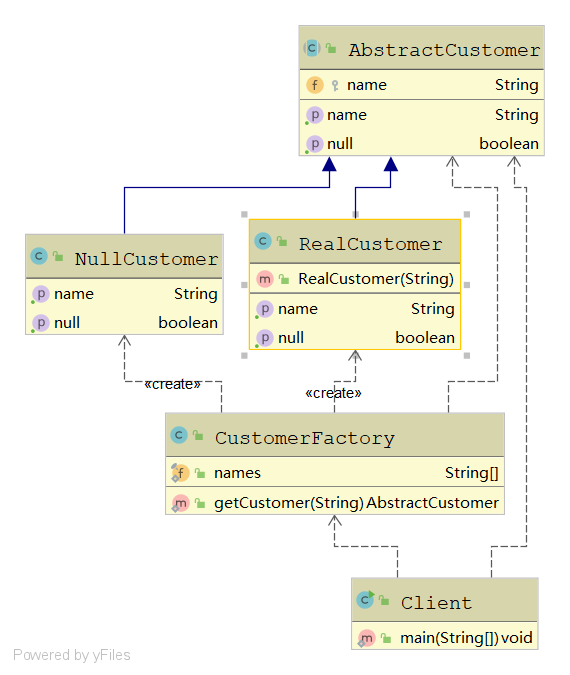 AbstractCustomer
name String
name String
null boolean
NullCustomer
name String
null boolean
RealCustomer
RealCustomer(String)
name String
null boolean
«create»
«create»
CustomerFactory
names String[]
getCustomer(String) AbstractCustomer
Client
main(String[]) void
Powered by yFiles